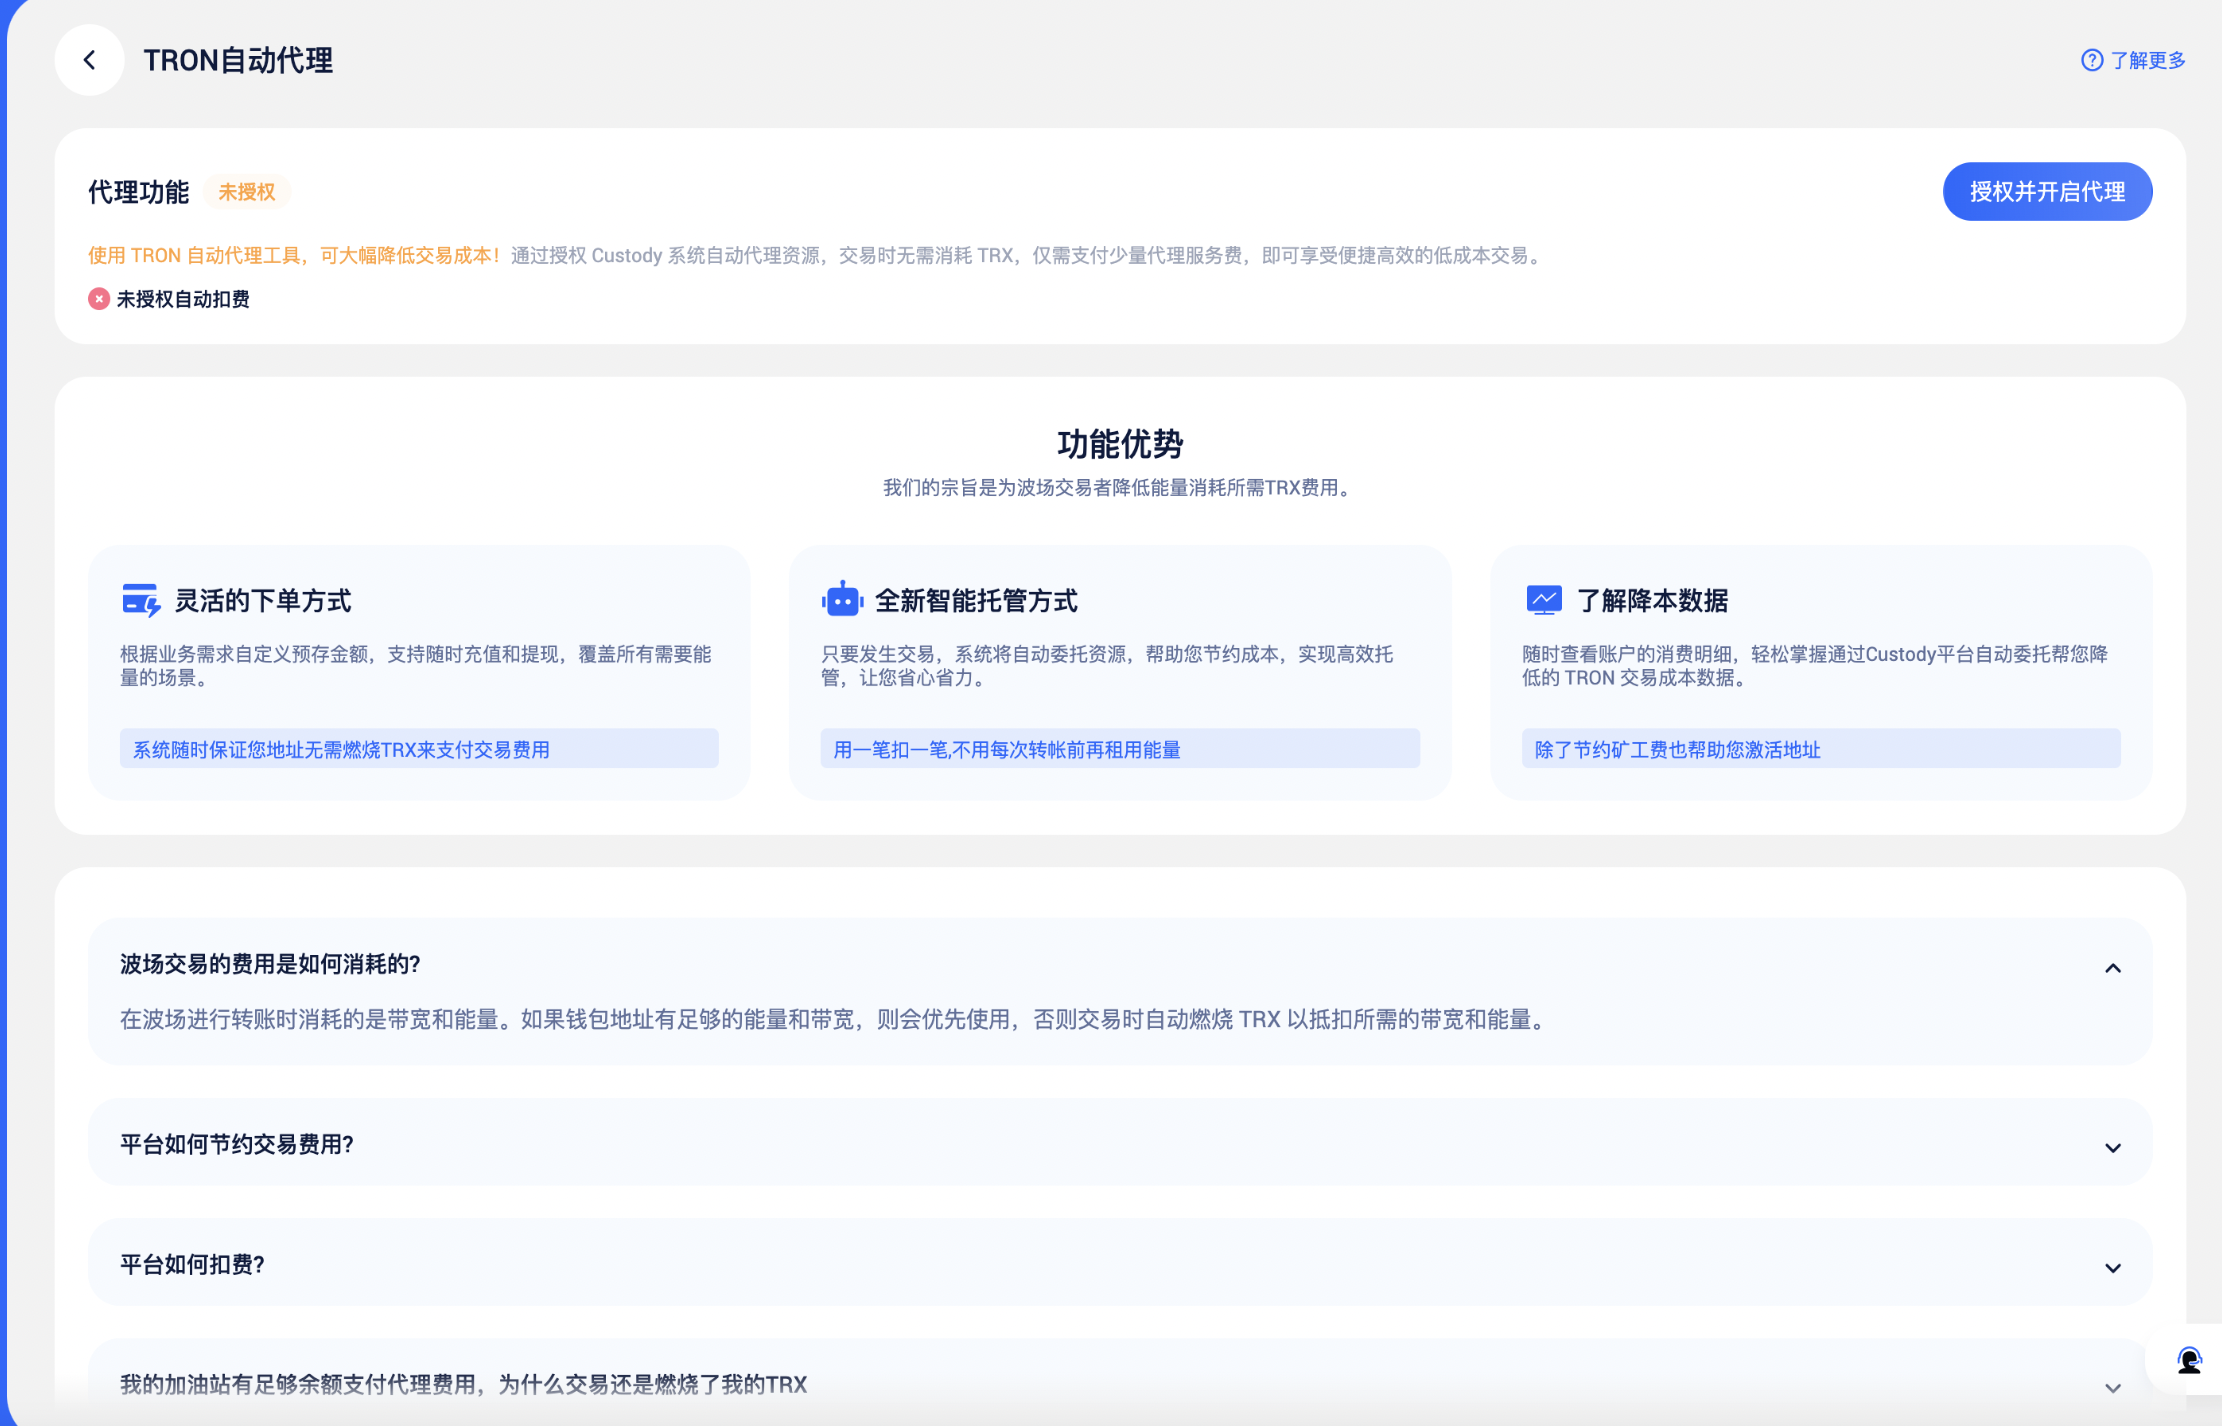 TRON自动代理
了解更多
代理功能
未授权
授权并开启代理
使用 TRON 自动代理工具，可大幅降低交易成本！通过授权 Custody 系统自动代理资源，交易时无需消耗 TRX，仅需支付少量代理服务费，即可享受便捷高效的低成本交易。
未授权自动扣费
功能优势
我们的宗旨是为波场交易者降低能量消耗所需TRX费用。
灵活的下单方式
根据业务需求自定义预存金额，支持随时充值和提现，覆盖所有需要能
量的场景。
系统随时保证您地址无需燃烧TRX来支付交易费用
全新智能托管方式
只要发生交易，系统将自动委托资源，帮助您节约成本，实现高效托
管，让您省心省力。
用一笔扣一笔,不用每次转帐前再租用能量
了解降本数据
随时查看账户的消费明细，轻松掌握通过Custody平台自动委托帮您降
低的 TRON 交易成本数据。
除了节约矿工费也帮助您激活地址
波场交易的费用是如何消耗的?
在波场进行转账时消耗的是带宽和能量。如果钱包地址有足够的能量和带宽，则会优先使用，否则交易时自动燃烧 TRX 以抵扣所需的带宽和能量。
平台如何节约交易费用?
平台如何扣费?
我的加油站有足够余额支付代理费用，为什么交易还是燃烧了我的TRX